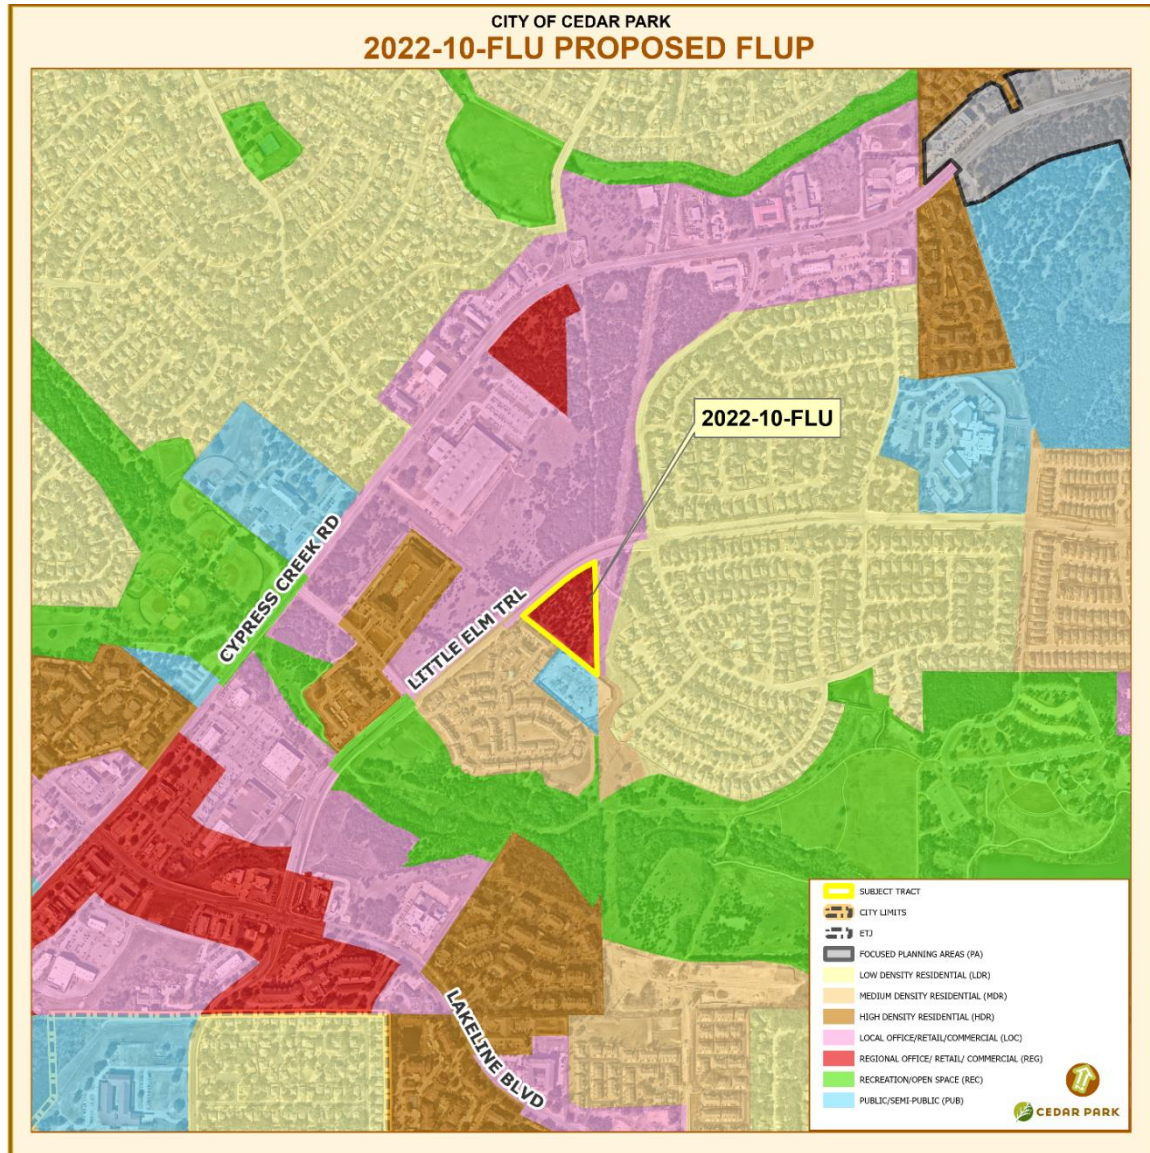 CITY OF CEDAR PARK
2022-10-FLU PROPOSED FLUP
2022-10-FLU
CYPRESS CREEK RD
LITTLE ELM TRL
LAKELINE BLVD
SUBJECT TRACT
CITY LIMITS
ETJ
FOCUSED PLANNING AREAS (PA)
LOW DENSITY RESIDENTIAL (LDR)
MEDIUM DENSITY RESIDENTIAL (MDR)
HIGH DENSITY RESIDENTIAL (HDR)
LOCAL OFFICE/RETAIL/COMMERCIAL (LOC)
REGIONAL OFFICE/ RETAIL/ COMMERCIAL (REG)
RECREATION/OPEN SPACE (REC)
PUBLIC/SEMI-PUBLIC (PUB)
CEDAR PARK